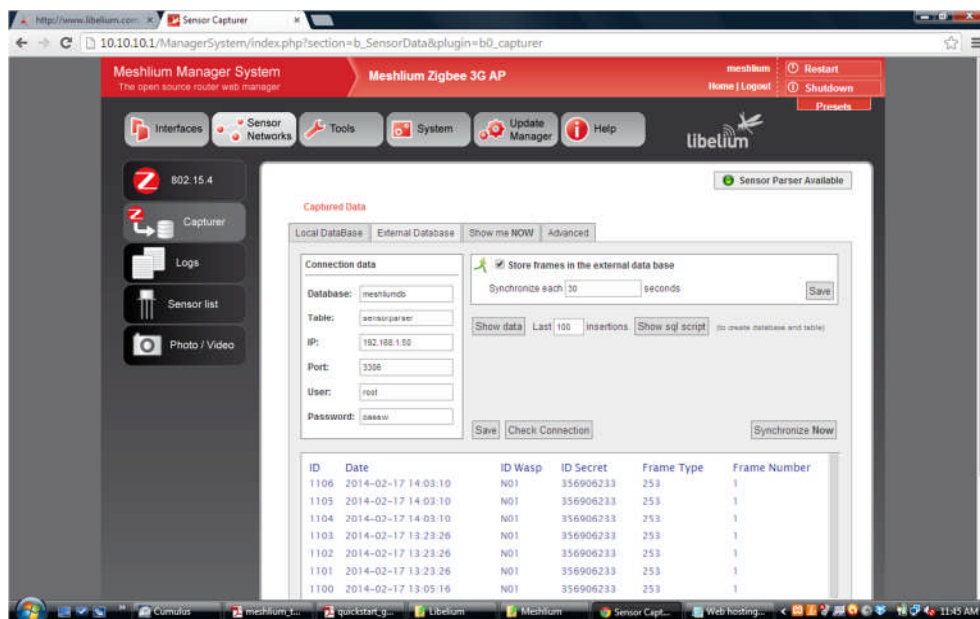 http://www.libelium.com Sensor Capturer
10.10.10.1/ManagerSystem/index.php?section=b_SensorData&plugin=b0_capturer
Meshlium Manager System
The open source router web manager
Meshlium Zigbee 3G AP
meshlium
Home | Logout
Restart
Shutdown
Presets
Interfaces
Sensor Networks
Tools
System
Update Manager
Help
libelium
802.15.4
Capturer
Logs
Sensor list
Photo / Video
Sensor Parser Available
Captured Data
Local DataBase External Database Show me NOW Advanced
Connection data
Database: meshliumdb
Table: sensorparser
IP: 192.168.1.50
Port: 3306
User: root
Password: passw
Store frames in the external data base
Synchronize each 30 seconds
Save
Show data Last 100 insertions. Show sql script (to create database and table)
Save Check Connection Synchronize Now
ID Date ID Wasp ID Secret Frame Type Frame Number
1106 2014-02-17 14:03:10 N01 356906233 253 1
1105 2014-02-17 14:03:10 N01 356906233 253 1
1104 2014-02-17 14:03:10 N01 356906233 253 1
1103 2014-02-17 13:23:26 N01 356906233 253 1
1102 2014-02-17 13:23:26 N01 356906233 253 1
1101 2014-02-17 13:23:26 N01 356906233 253 1
1100 2014-02-17 13:05:16 N01 356906233 253 1
Cumulus meshlium_t... quickstart_g... Libelium Meshlium Sensor Capt... Web hosting... 11:45 AM